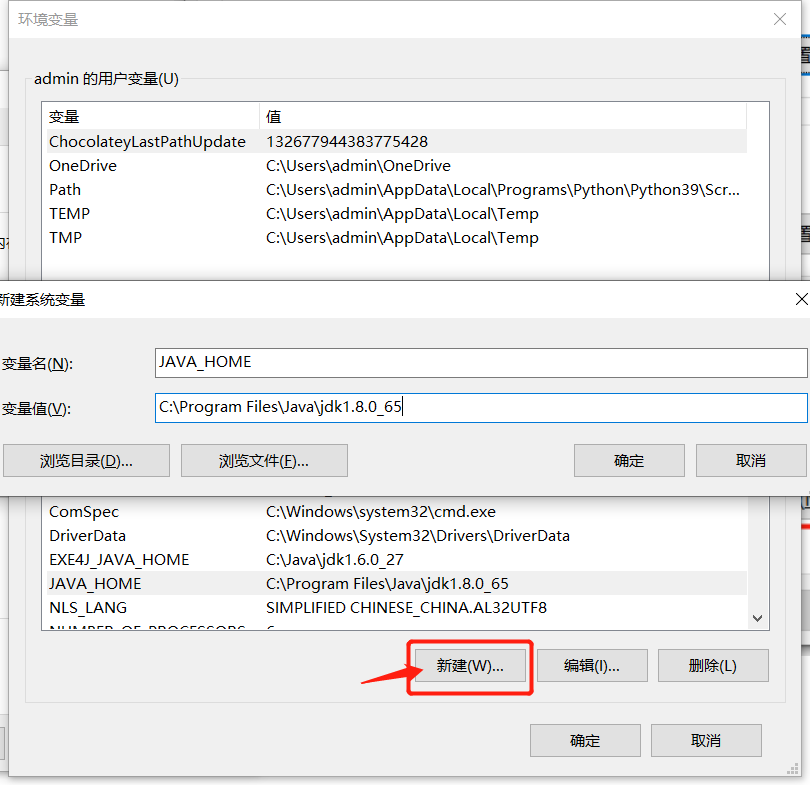 环境变量
admin 的用户变量(U)
变量 值
ChocolateyLastPathUpdate 132677944383775428
OneDrive C:\Users\admin\OneDrive
Path C:\Users\admin\AppData\Local\Programs\Python\Python39\Scr...
TEMP C:\Users\admin\AppData\Local\Temp
TMP C:\Users\admin\AppData\Local\Temp
新建系统变量
变量名(N):
JAVA_HOME
变量值(V):
C:\Program Files\Java\jdk1.8.0_65
浏览目录(D)... 浏览文件(F)... 确定 取消
ComSpec C:\Windows\system32\cmd.exe
DriverData C:\Windows\System32\Drivers\DriverData
EXE4J_JAVA_HOME C:\Java\jdk1.6.0_27
JAVA_HOME C:\Program Files\Java\jdk1.8.0_65
NLS_LANG SIMPLIFIED CHINESE_CHINA.AL32UTF8
NUMBER_OF_PROCESSORS 6
新建(W)... 编辑(I)... 删除(L)
确定 取消